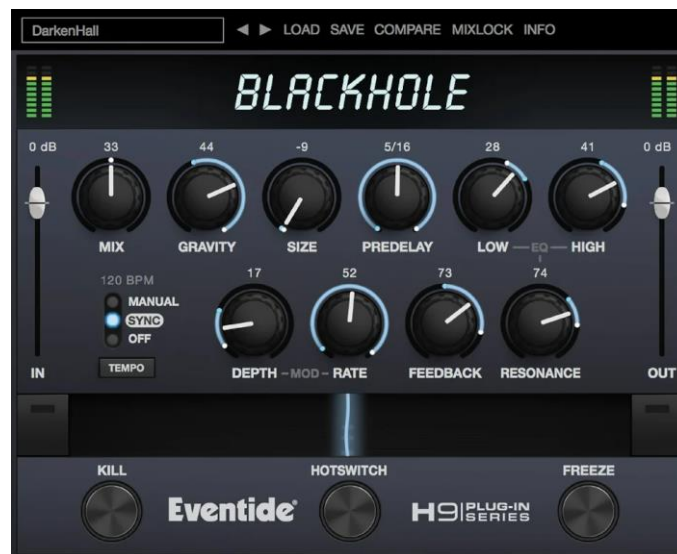 DarkenHall ◀ ▶ LOAD SAVE COMPARE MIXLOCK INFO
BLACKHOLE
0 dB 33 44 -9 5/16 28 41 0 dB
MIX GRAVITY SIZE PREDELAY LOW EQ HIGH
120 BPM 17 52 73 74
MANUAL
SYNC
OFF
TEMPO
IN DEPTH -MOD- RATE FEEDBACK RESONANCE OUT
KILL HOTSWITCH FREEZE
Eventide® H9 PLUG-IN SERIES